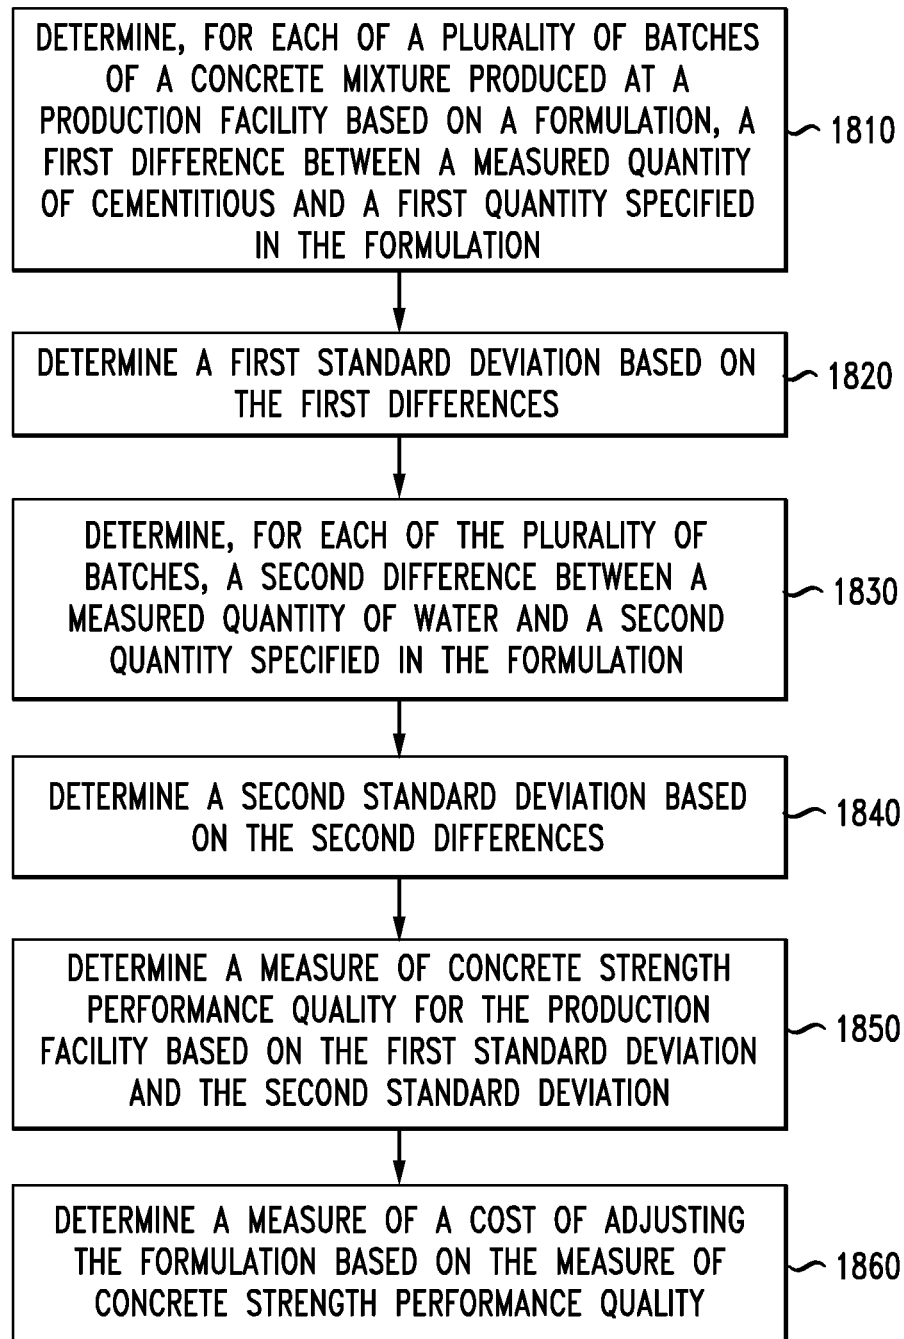 DETERMINE, FOR EACH OF A PLURALITY OF BATCHES
OF A CONCRETE MIXTURE PRODUCED AT A
PRODUCTION FACILITY BASED ON A FORMULATION, A
FIRST DIFFERENCE BETWEEN A MEASURED QUANTITY
OF CEMENTITIOUS AND A FIRST QUANTITY SPECIFIED
IN THE FORMULATION
1810
DETERMINE A FIRST STANDARD DEVIATION BASED ON
THE FIRST DIFFERENCES
1820
DETERMINE, FOR EACH OF THE PLURALITY OF
BATCHES, A SECOND DIFFERENCE BETWEEN A
MEASURED QUANTITY OF WATER AND A SECOND
QUANTITY SPECIFIED IN THE FORMULATION
1830
DETERMINE A SECOND STANDARD DEVIATION BASED
ON THE SECOND DIFFERENCES
1840
DETERMINE A MEASURE OF CONCRETE STRENGTH
PERFORMANCE QUALITY FOR THE PRODUCTION
FACILITY BASED ON THE FIRST STANDARD DEVIATION
AND THE SECOND STANDARD DEVIATION
1850
DETERMINE A MEASURE OF A COST OF ADJUSTING
THE FORMULATION BASED ON THE MEASURE OF
CONCRETE STRENGTH PERFORMANCE QUALITY
1860